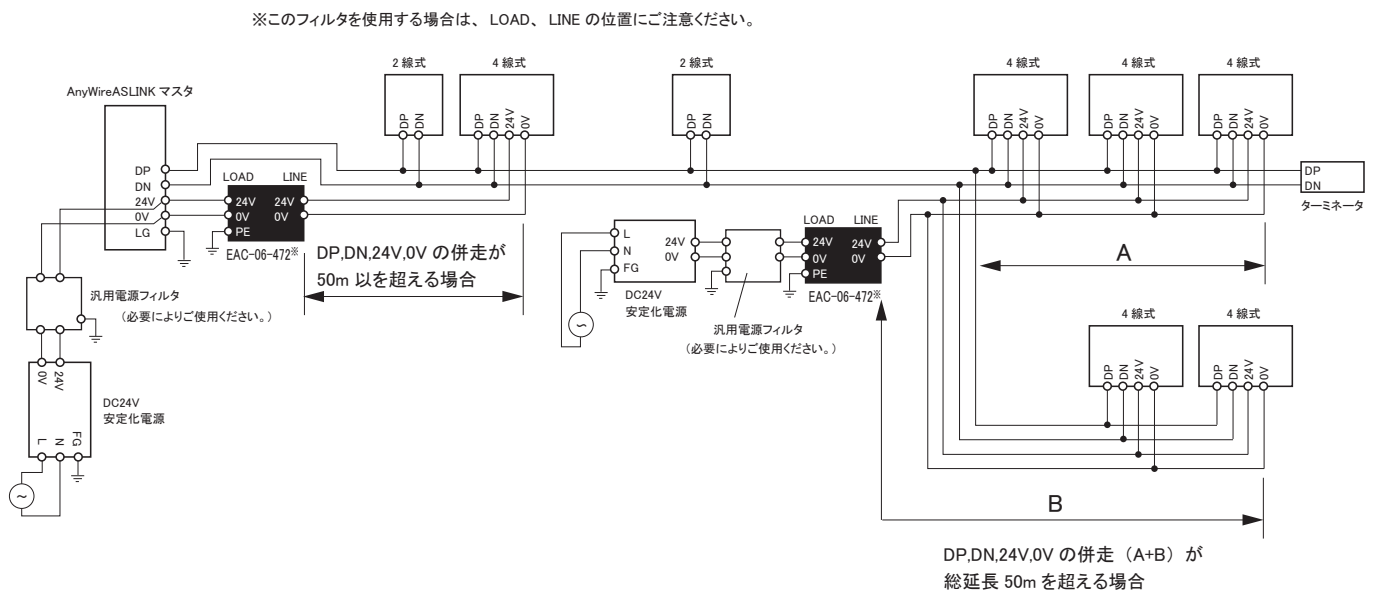 ※このフィルタを使用する場合は、LOAD、LINE の位置にご注意ください。
2 線式
4 線式
2 線式
4 線式
4 線式
4 線式
AnyWireASLINK マスタ
DP
DN
DP
DN
24V
0V
DP
DN
DP
DN
24V
0V
DP
DN
24V
0V
DP
DN
24V
0V
DP
DN
24V
0V
LG
LOAD
LINE
24V
24V
0V
0V
PE
EAC-06-472※
DP
DN
ターミネータ
DP,DN,24V,0V の併走が
50m 以を超える場合
L
N
FG
24V
0V
DC24V
安定化電源
LOAD
LINE
24V
24V
0V
0V
PE
EAC-06-472※
A
汎用電源フィルタ
（必要によりご使用ください。）
汎用電源フィルタ
（必要によりご使用ください。）
4 線式
4 線式
DP
DN
24V
0V
DP
DN
24V
0V
0V
24V
DC24V
安定化電源
L
N
FG
~
~
B
DP,DN,24V,0V の併走（A+B）が
総延長 50m を超える場合